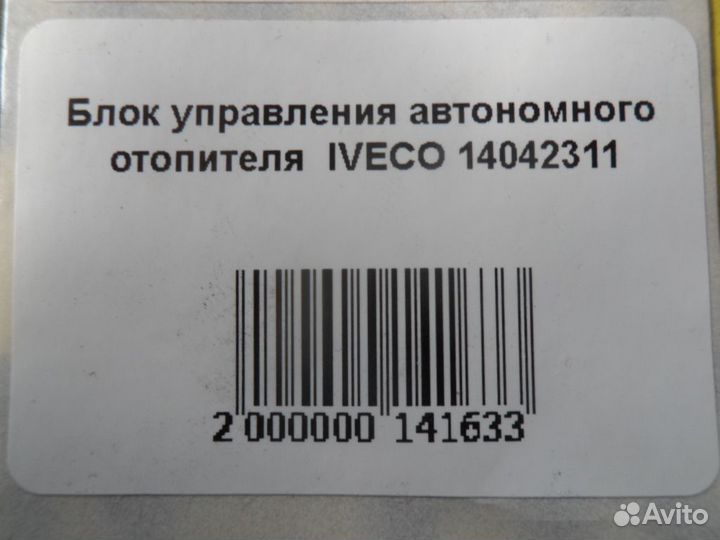 Блок управления автономного
отопителя IVECO 14042311
2 000000 141633
Avito